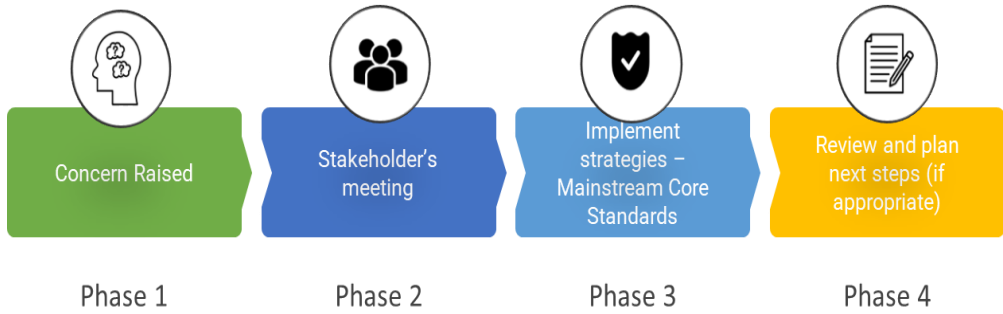 Concern Raised
Stakeholder's
meeting
Implement
strategies –
Mainstream Core
Standards
Review and plan
next steps (if
appropriate)
Phase 1
Phase 2
Phase 3
Phase 4